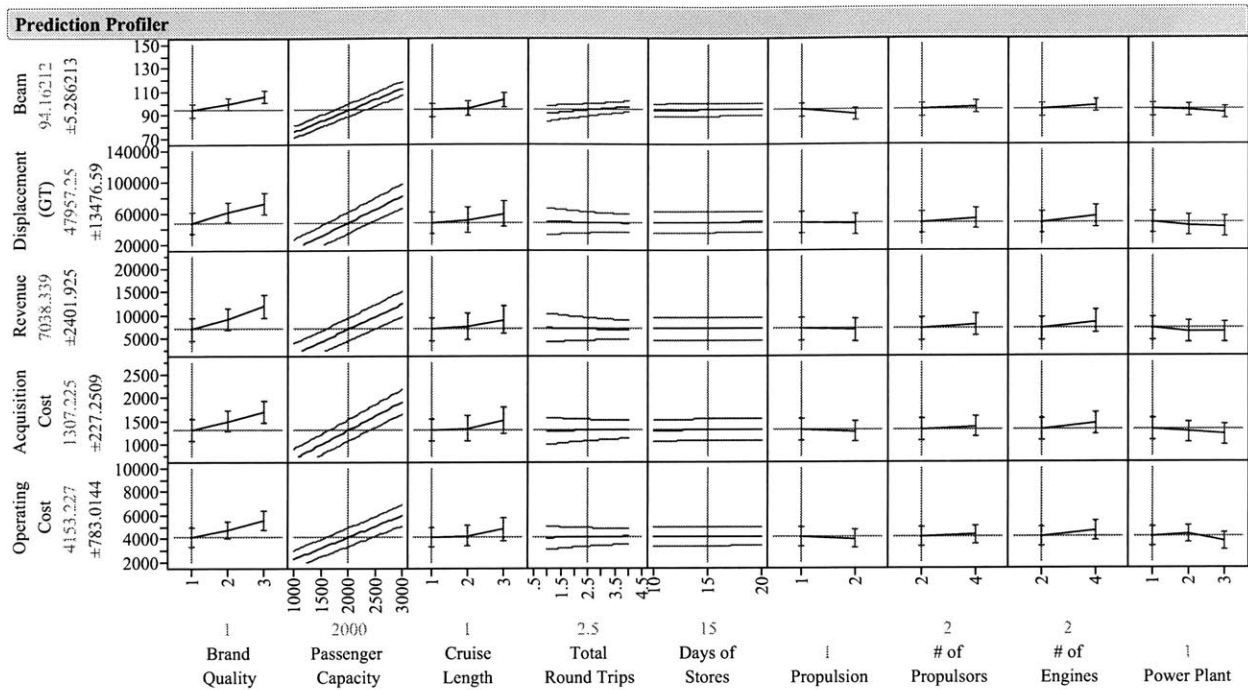 Prediction Profiler
Beam
94.16212
±5.286213
150
130
110
90
70
Displacement
(GT)
47957.25
±13476.59
140000
100000
60000
20000
Revenue
7038.339
±2401.925
20000
15000
10000
5000
Acquisition
Cost
1307.225
±227.2509
2500
2000
1500
1000
Operating
Cost
4153.227
±783.0144
10000
8000
6000
4000
2000
1 2 3
1000 1500 2000 2500 3000
1 2 3
.5 1.5 2.5 3.5 4.5
10 15 20
1 2
2 4
2 4
1 2 3
1 2000 1 2.5 15 1 2 2 1
Brand Quality
Passenger Capacity
Cruise Length
Total Round Trips
Days of Stores
Propulsion
# of Propulsors
# of Engines
Power Plant